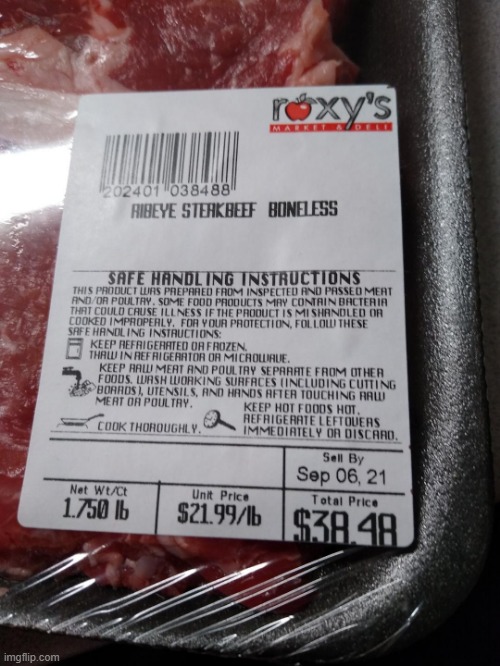 roxy's
MARKET & DELI
202401 038488
RIBEYE STEAKBEEF BONELESS
SAFE HANDLING INSTRUCTIONS
THIS PRODUCT WAS PREPARED FROM INSPECTED AND PASSED MEAT
AND/OR POULTRY. SOME FOOD PRODUCTS MAY CONTAIN BACTERIA
THAT COULD CAUSE ILLNESS IF THE PRODUCT IS MISHANDLED OR
COOKED IMPROPERLY. FOR YOUR PROTECTION, FOLLOW THESE
SAFE HANDLING INSTRUCTIONS:
KEEP REFRIGERATED OR FROZEN.
THAW IN REFRIGERATOR OR MICROWAVE.
KEEP RAW MEAT AND POULTRY SEPARATE FROM OTHER
FOODS. WASH WORKING SURFACES (INCLUDING CUTTING
BOARDS), UTENSILS, AND HANDS AFTER TOUCHING RAW
MEAT OR POULTRY.
COOK THOROUGHLY.
KEEP HOT FOODS HOT.
REFRIGERATE LEFTOVERS
IMMEDIATELY OR DISCARD.
Sell By
Sep 06, 21
Net Wt/Ct
1.750 lb
Unit Price
$21.99/lb
Total Price
$38.48
imgflip.com